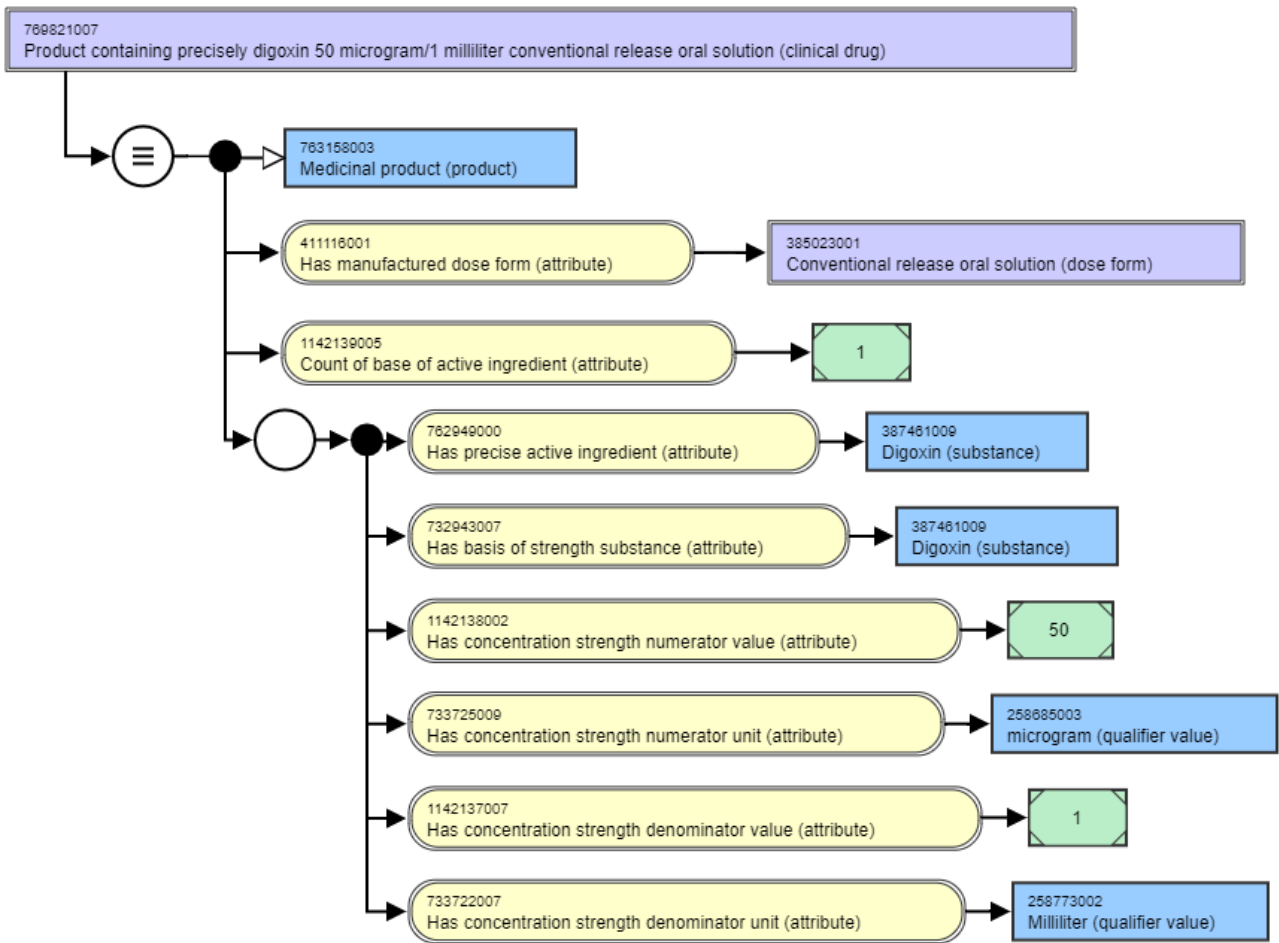 769821007
Product containing precisely digoxin 50 microgram/1 milliliter conventional release oral solution (clinical drug)
763158003
Medicinal product (product)
411116001
Has manufactured dose form (attribute)
385023001
Conventional release oral solution (dose form)
1142139005
Count of base of active ingredient (attribute)
1
762949000
Has precise active ingredient (attribute)
387461009
Digoxin (substance)
732943007
Has basis of strength substance (attribute)
387461009
Digoxin (substance)
1142138002
Has concentration strength numerator value (attribute)
50
733725009
Has concentration strength numerator unit (attribute)
258685003
microgram (qualifier value)
1142137007
Has concentration strength denominator value (attribute)
1
733722007
Has concentration strength denominator unit (attribute)
258773002
Milliliter (qualifier value)